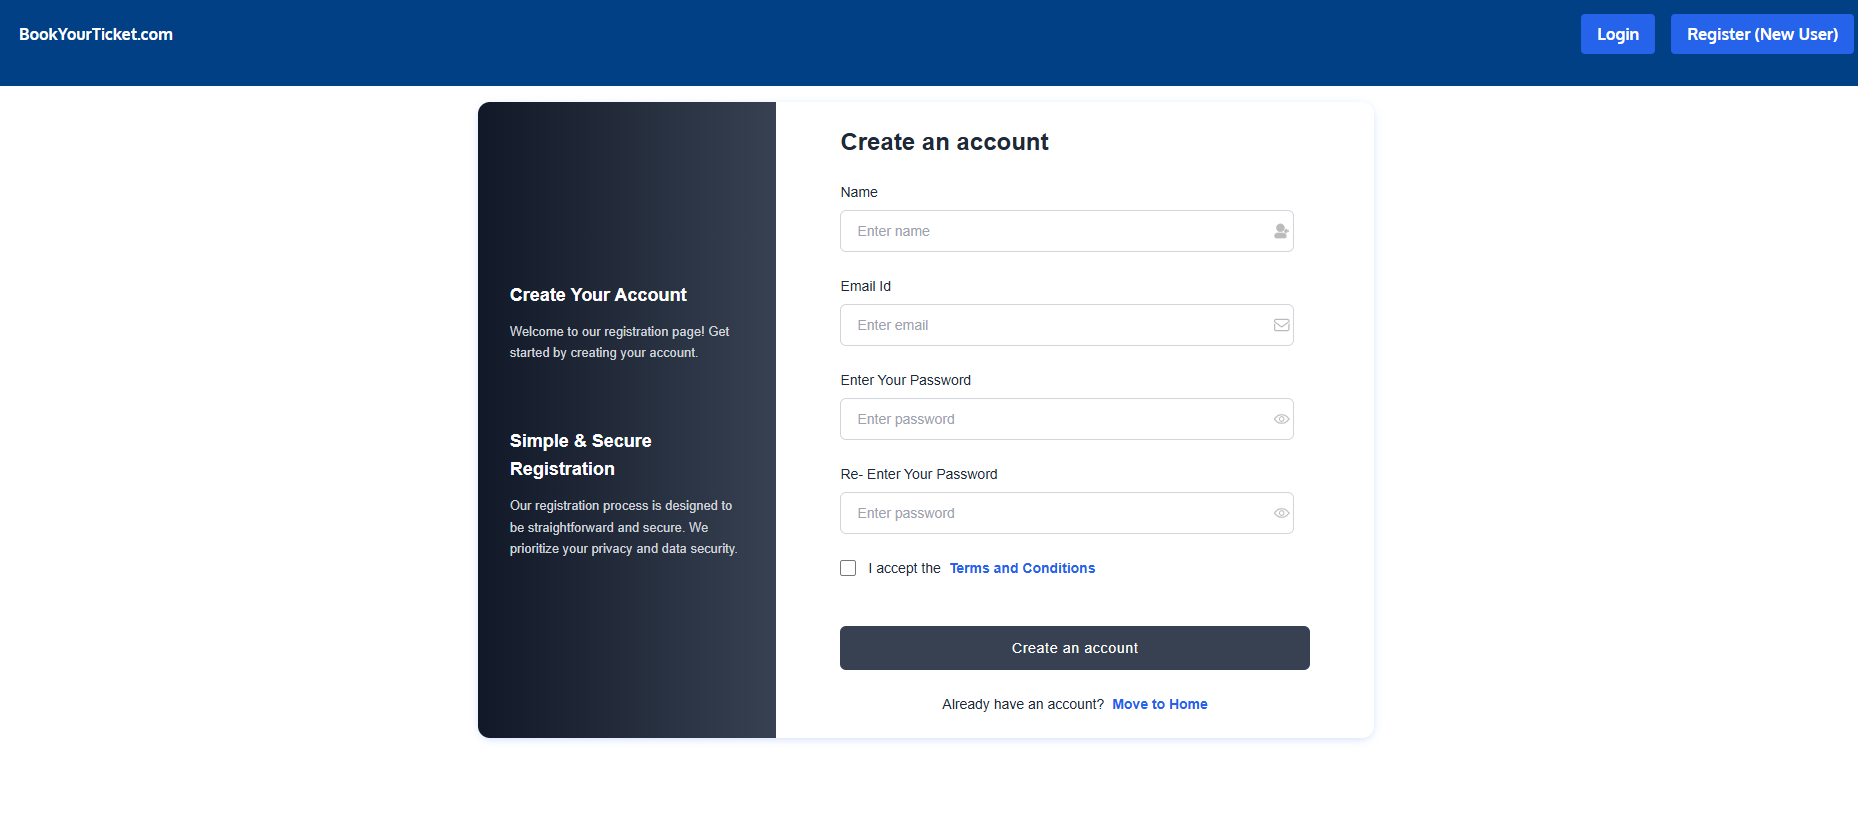 BookYourTicket.com
Login
Register (New User)
Create Your Account
Welcome to our registration page! Get
started by creating your account.
Simple & Secure
Registration
Our registration process is designed to
be straightforward and secure. We
prioritize your privacy and data security.
Create an account
Name
Enter name
Email Id
Enter email
Enter Your Password
Enter password
Re- Enter Your Password
Enter password
I accept the Terms and Conditions
Create an account
Already have an account? Move to Home